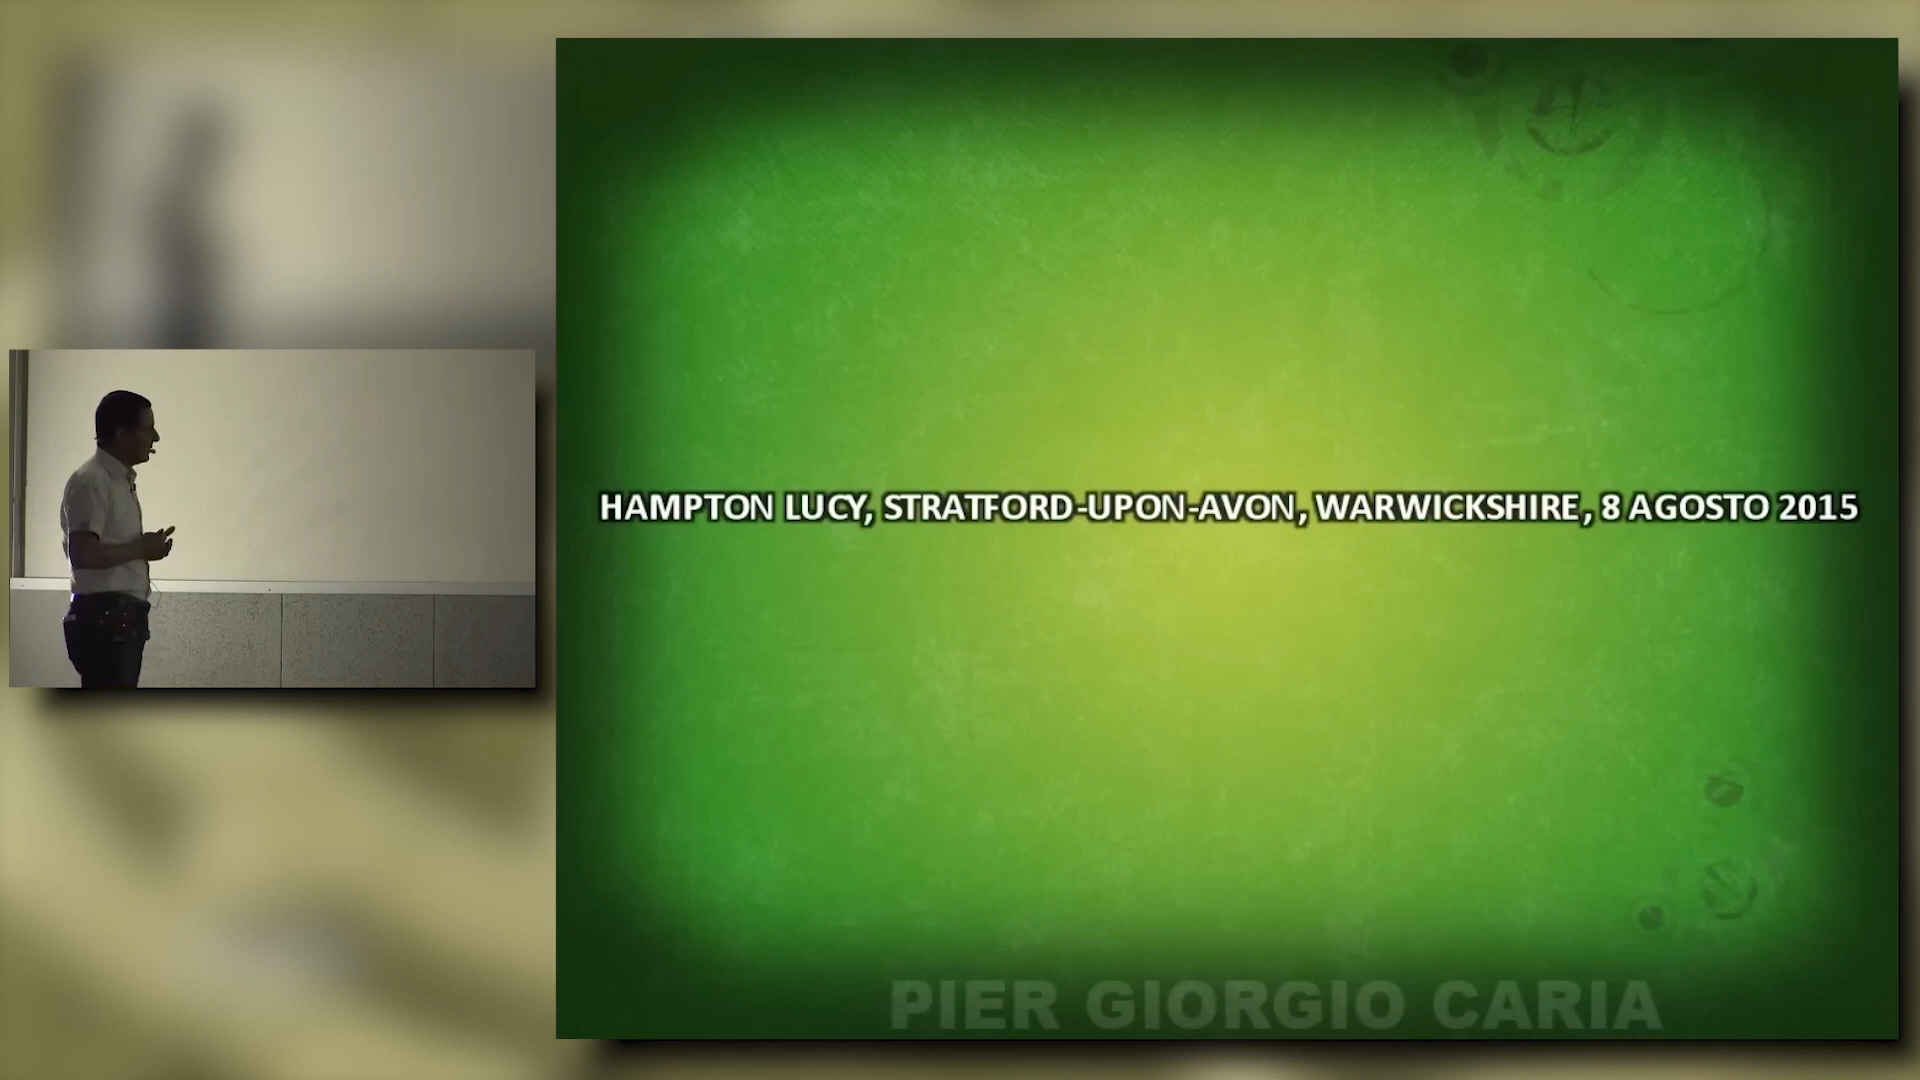 HAMPTON LUCY, STRATFORD-UPON-AVON, WARWICKSHIRE, 8 AGOSTO 2015
PIER GIORGIO CARIA